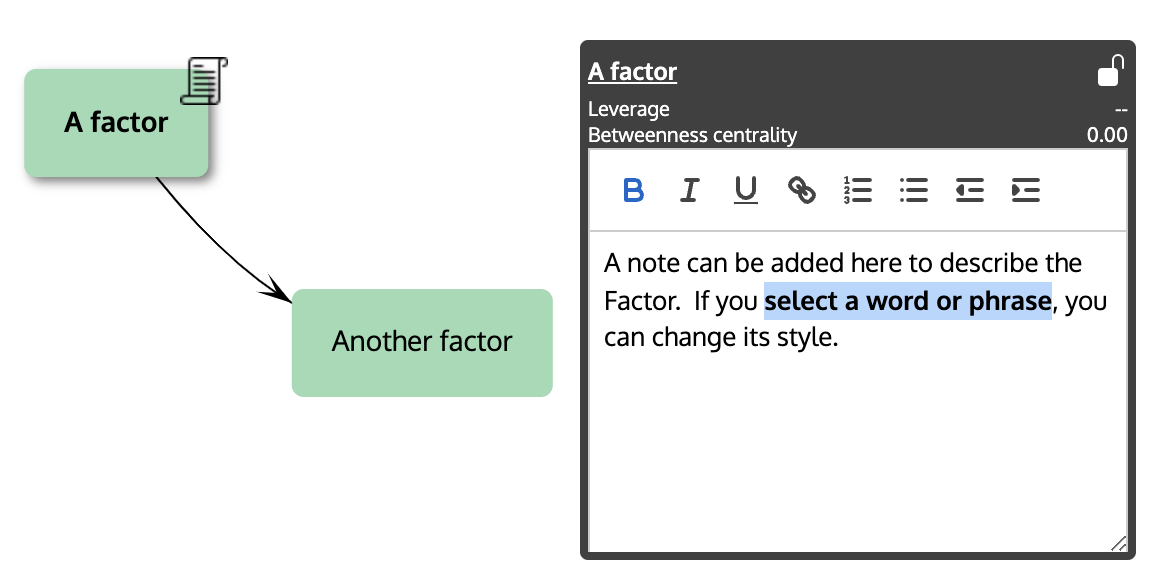 A factor
Another factor
A factor
Leverage --
Betweenness centrality 0.00
B I U
A note can be added here to describe the
Factor.  If you select a word or phrase, you
can change its style.